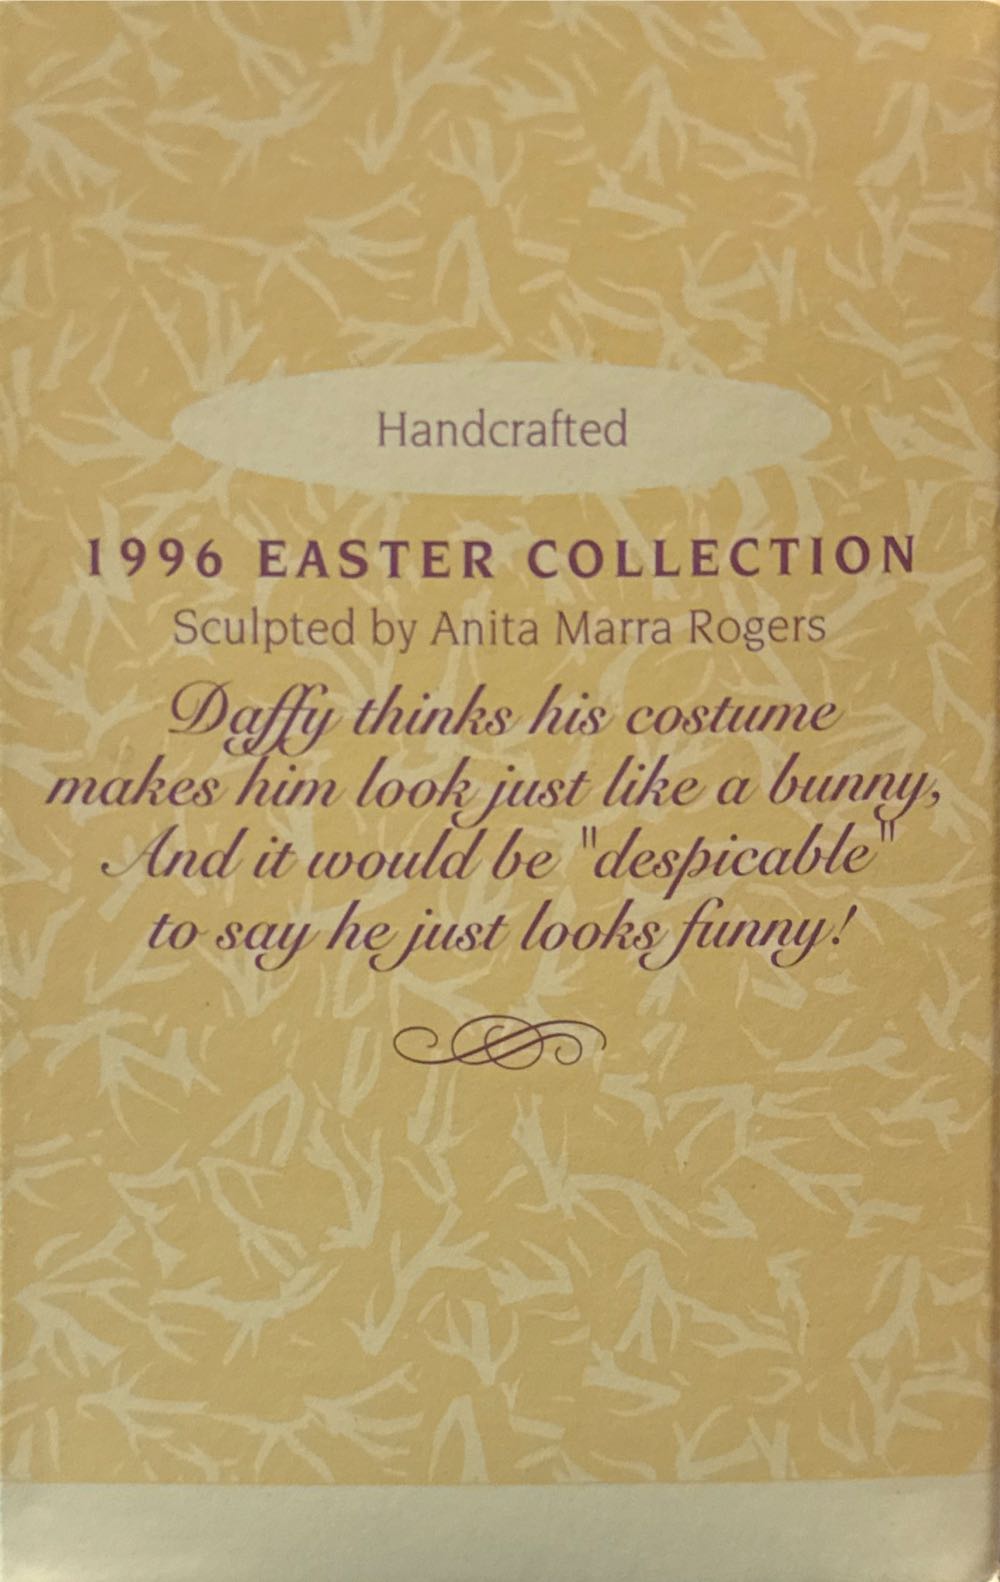 Handcrafted
1996 EASTER COLLECTION
Sculpted by Anita Marra Rogers
Daffy thinks his costume
makes him look just like a bunny,
And it would be "despicable"
to say he just looks funny!